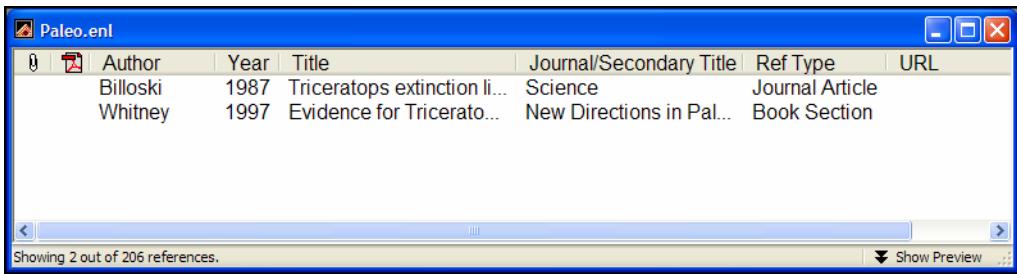 Paleo.enl
Author Year Title Journal/Secondary Title Ref Type URL
Billoski 1987 Triceratops extinction li... Science Journal Article
Whitney 1997 Evidence for Tricerato... New Directions in Pal... Book Section
Showing 2 out of 206 references. Show Preview